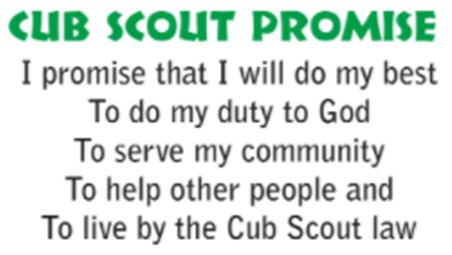 CUB SCOUT PROMISE
I promise that I will do my best
To do my duty to God
To serve my community
To help other people and
To live by the Cub Scout law